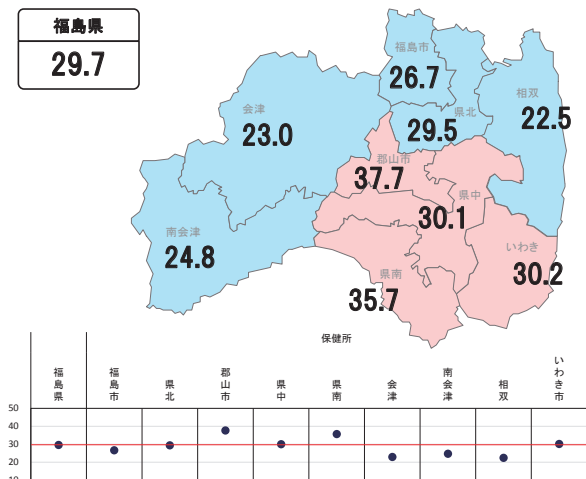 福島県
29.7
福島市
26.7
相双
22.5
県北
29.5
会津
23.0
郡山市
37.7
県中
30.1
南会津
24.8
いわき
30.2
県南
35.7
保健所
福島県
福島市
県北
郡山市
県中
県南
会津
南会津
相双
いわき市
50
40
30
20
10